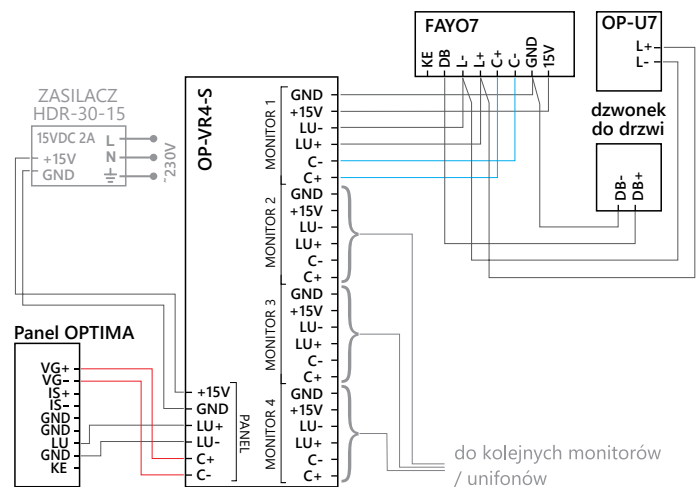 FAYO7
KE
DB
L-
L+
C+
C-
GND
15V
OP-U7
L+
L-
dzwonek
do drzwi
DB-
DB+
ZASILACZ
HDR-30-15
15VDC 2A L
+15V N
GND
~230V
OP-VR4-S
MONITOR 1
GND
+15V
LU-
LU+
C-
C+
MONITOR 2
GND
+15V
LU-
LU+
C-
C+
MONITOR 3
GND
+15V
LU-
LU+
C-
C+
MONITOR 4
GND
+15V
LU-
LU+
C-
C+
Panel OPTIMA
VG+
VG-
IS+
IS-
GND
GND
LU
GND
KE
PANEL
+15V
GND
LU+
LU-
C+
C-
do kolejnych monitorów
/ unifonów